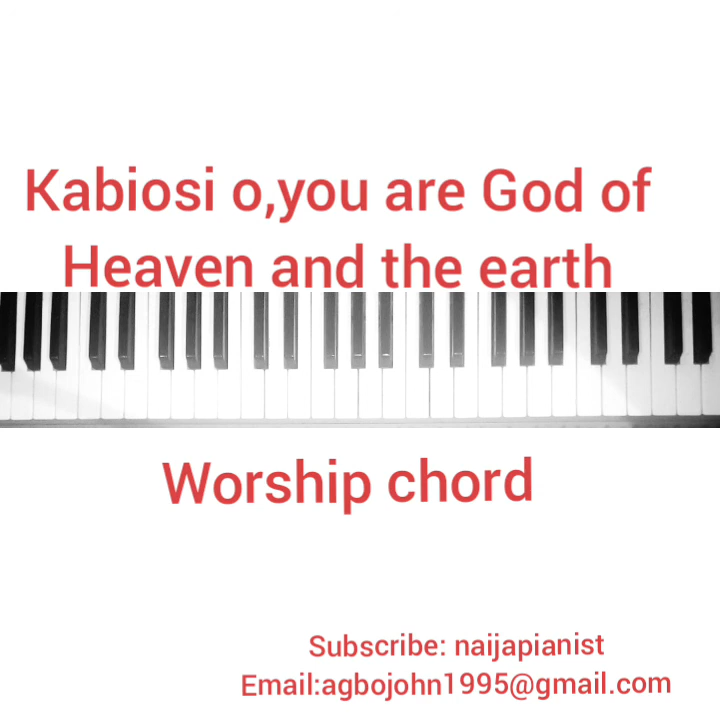 Kabiosi o,you are God of
Heaven and the earth
Worship chord
Subscribe: naijapianist
Email:agbojohn1995@gmail.com